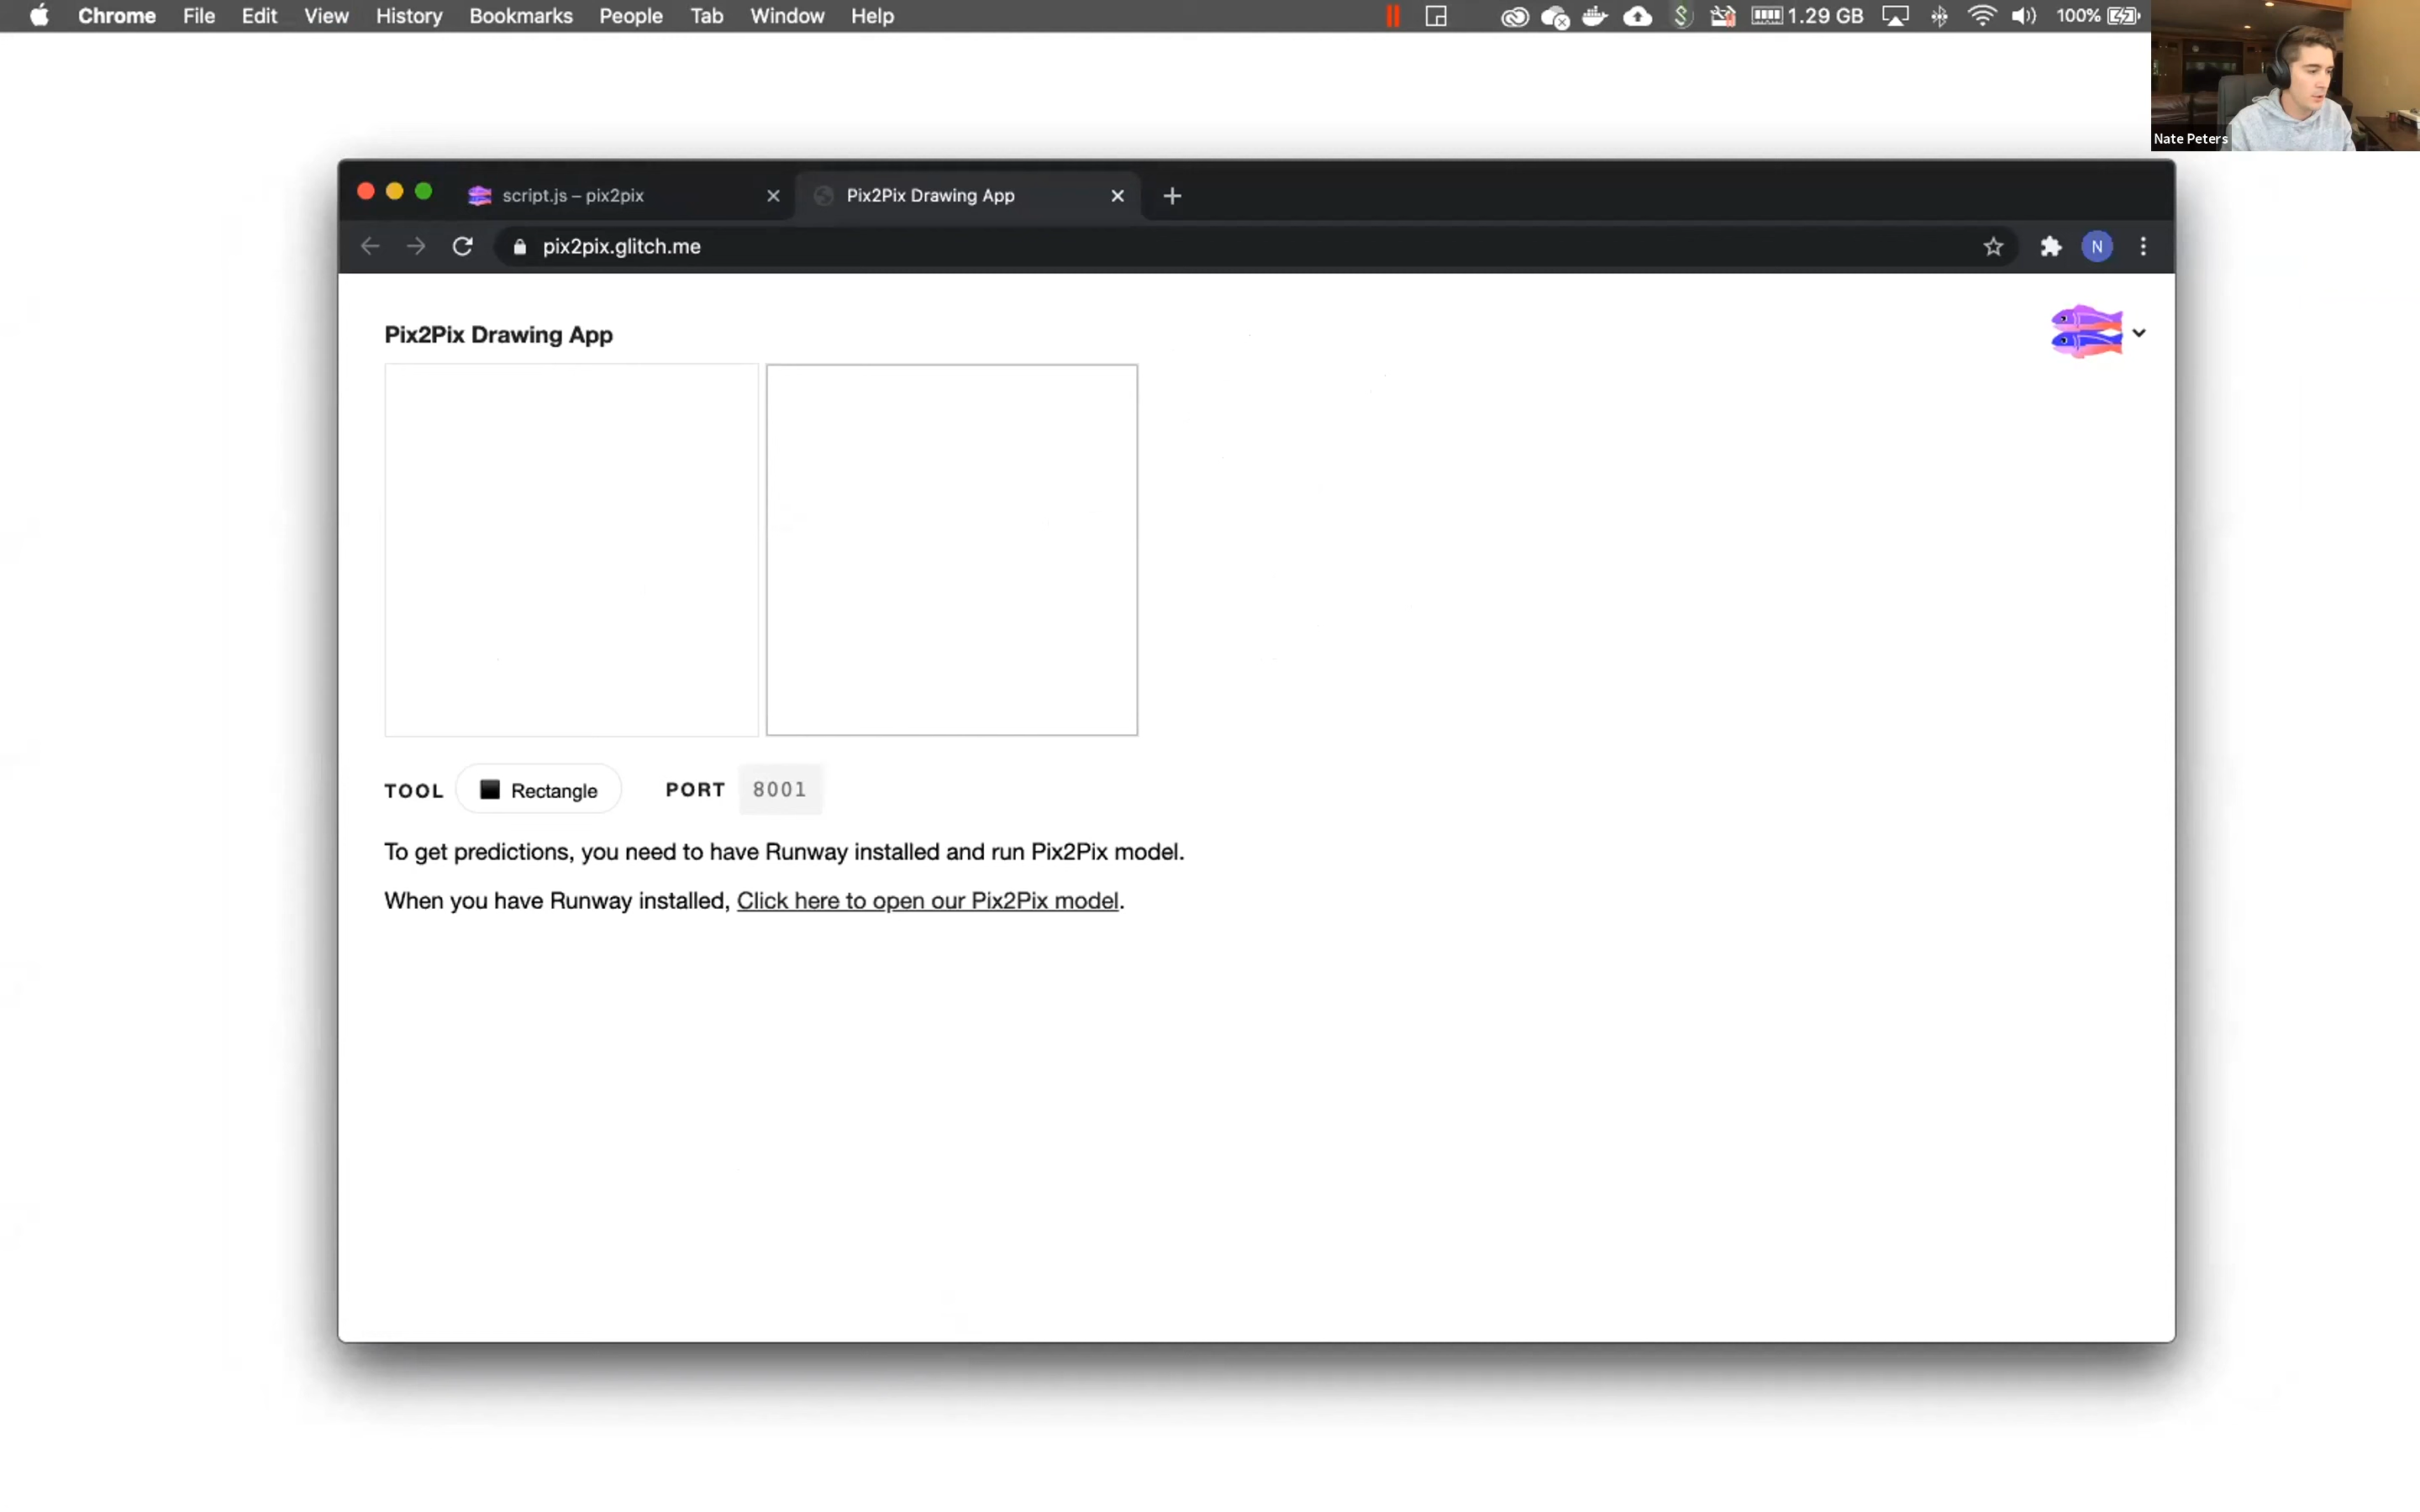 Chrome File Edit View History Bookmarks People Tab Window Help 1.29 GB 100%
Nate Peters
script.js – pix2pix
Pix2Pix Drawing App
pix2pix.glitch.me
N
Pix2Pix Drawing App
TOOL Rectangle PORT 8001
To get predictions, you need to have Runway installed and run Pix2Pix model.
When you have Runway installed, Click here to open our Pix2Pix model.